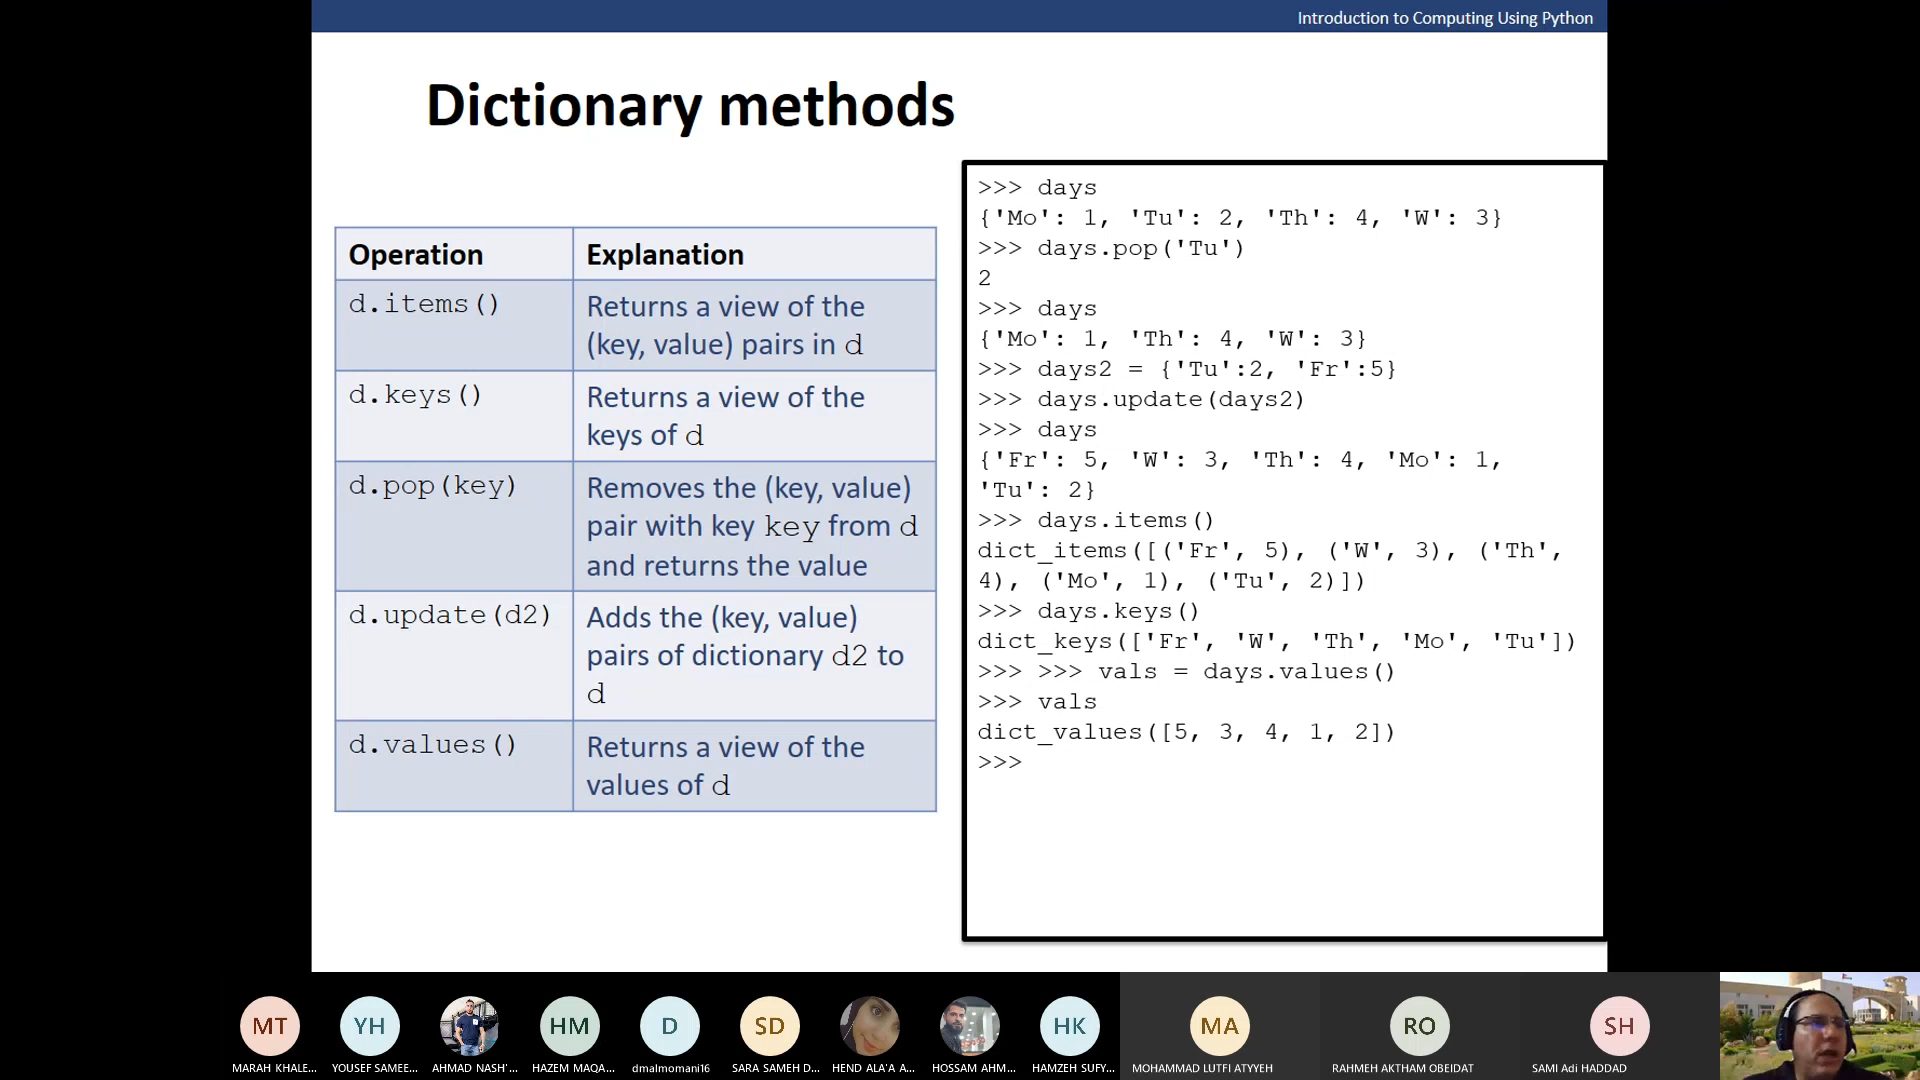 Introduction to Computing Using Python
Dictionary methods
Operation
Explanation
d.items()
Returns a view of the
(key, value) pairs in d
d.keys()
Returns a view of the
keys of d
d.pop(key)
Removes the (key, value)
pair with key key from d
and returns the value
d.update(d2)
Adds the (key, value)
pairs of dictionary d2 to
d
d.values()
Returns a view of the
values of d
>>> days
{'Mo': 1, 'Tu': 2, 'Th': 4, 'W': 3}
>>> days.pop('Tu')
2
>>> days
{'Mo': 1, 'Th': 4, 'W': 3}
>>> days2 = {'Tu':2, 'Fr':5}
>>> days.update(days2)
>>> days
{'Fr': 5, 'W': 3, 'Th': 4, 'Mo': 1,
'Tu': 2}
>>> days.items()
dict_items([('Fr', 5), ('W', 3), ('Th',
4), ('Mo', 1), ('Tu', 2)])
>>> days.keys()
dict_keys(['Fr', 'W', 'Th', 'Mo', 'Tu'])
>>> >>> vals = days.values()
>>> vals
dict_values([5, 3, 4, 1, 2])
>>>
MT
YH
HM
D
SD
HK
MA
RO
SH
MARAH KHALE...
YOUSEF SAMEE...
AHMAD NASH'...
HAZEM MAQA...
dmalmomani16
SARA SAMEH D...
HEND ALA'A A...
HOSSAM AHM...
HAMZEH SUFY...
MOHAMMAD LUTFI ATYYEH
RAHMEH AKTHAM OBEIDAT
SAMI Adi HADDAD